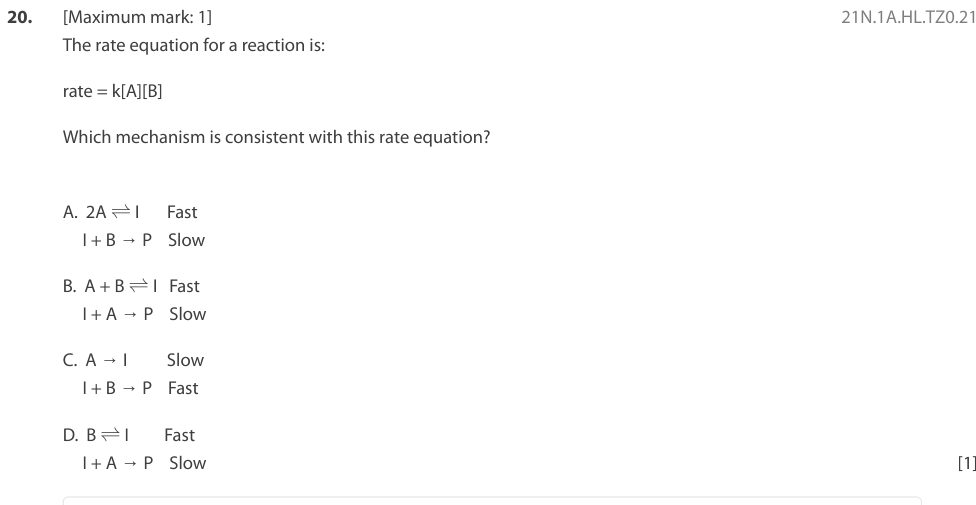 20. [Maximum mark: 1] 21N.1A.HL.TZ0.21
The rate equation for a reaction is:
rate = k[A][B]
Which mechanism is consistent with this rate equation?
A. 2A ⇌ I Fast
I + B → P Slow
B. A + B ⇌ I Fast
I + A → P Slow
C. A → I Slow
I + B → P Fast
D. B ⇌ I Fast
I + A → P Slow [1]